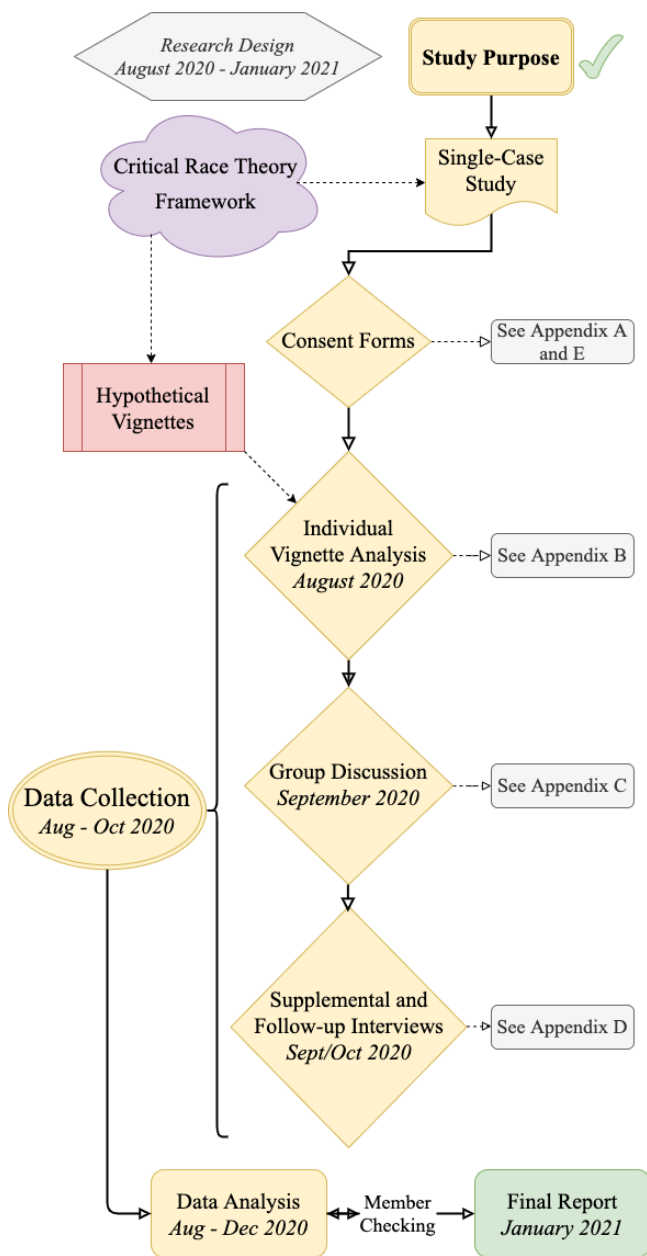 Research Design
August 2020 - January 2021
Study Purpose
Critical Race Theory
Framework
Single-Case
Study
Consent Forms
See Appendix A
and E
Hypothetical
Vignettes
Individual
Vignette Analysis
August 2020
See Appendix B
Group Discussion
September 2020
See Appendix C
Data Collection
Aug - Oct 2020
Supplemental and
Follow-up Interviews
Sept/Oct 2020
See Appendix D
Data Analysis
Aug - Dec 2020
Member
Checking
Final Report
January 2021